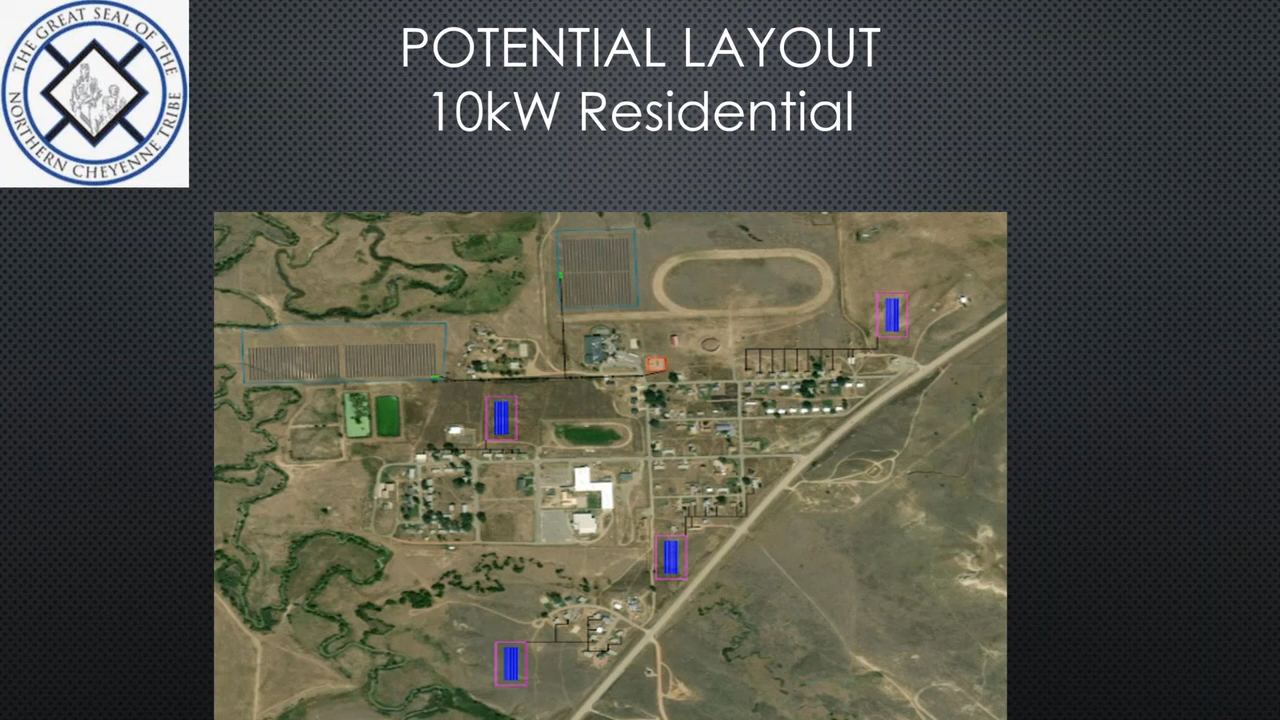 THE GREAT SEAL OF THE
NORTHERN CHEYENNE TRIBE
POTENTIAL LAYOUT
10kW Residential